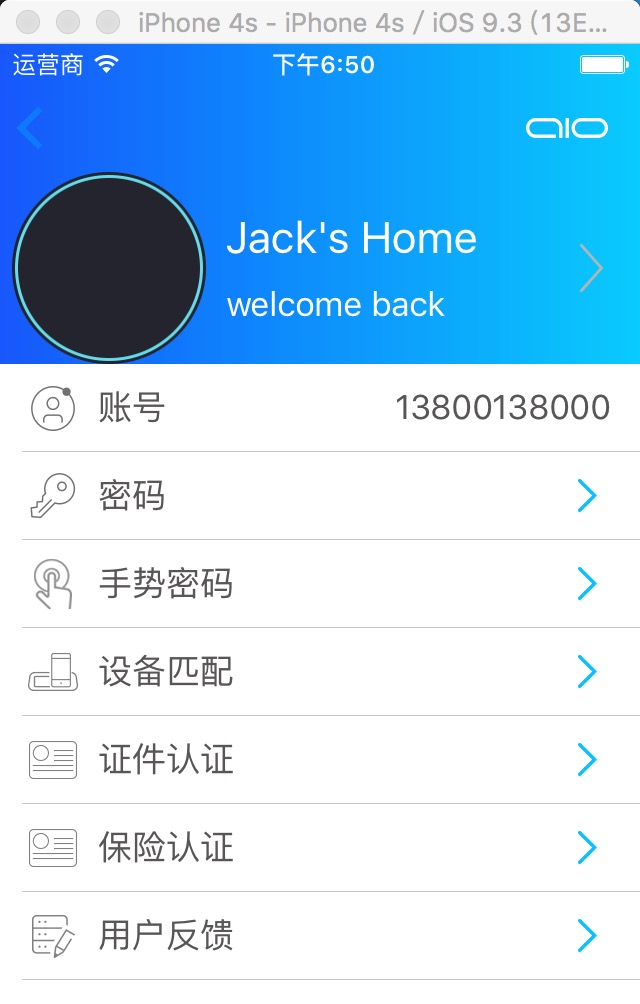 iPhone 4s - iPhone 4s / iOS 9.3 (13E...
运营商 下午6:50
aio
Jack's Home
welcome back
账号 13800138000
密码
手势密码
设备匹配
证件认证
保险认证
用户反馈